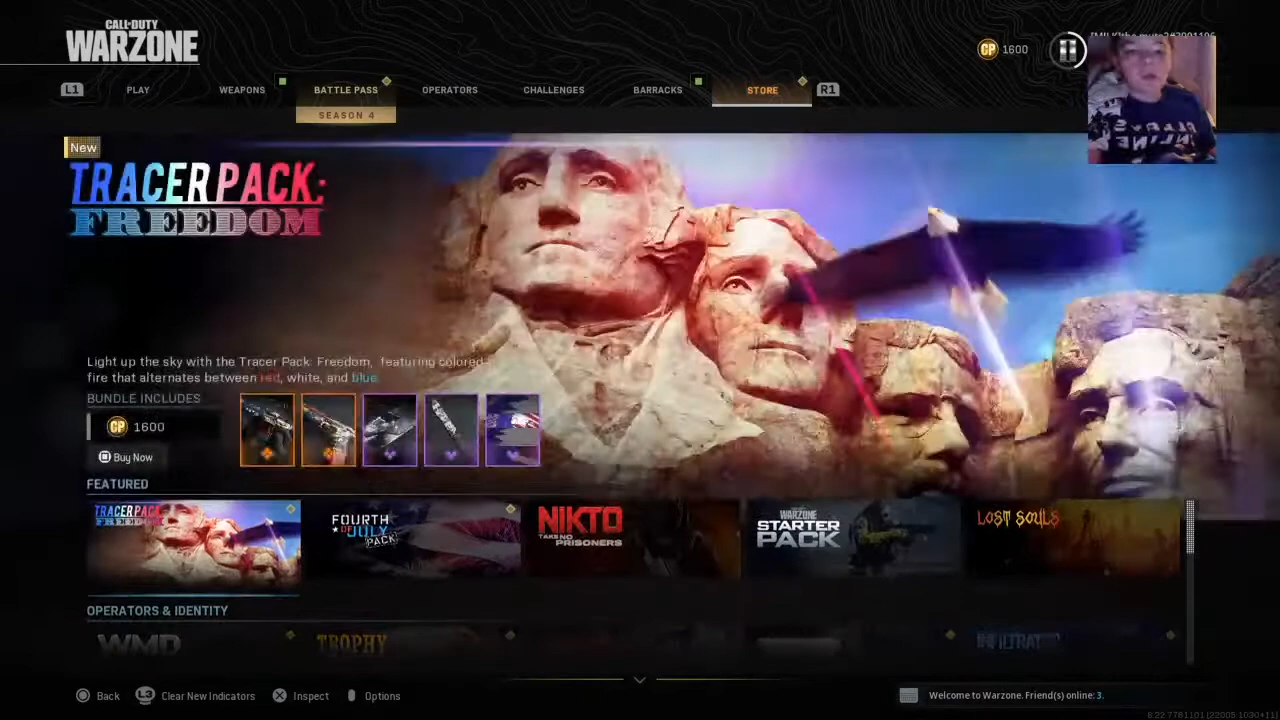 CALL·DUTY
WARZONE
CP 1600
L1 PLAY WEAPONS BATTLE PASS OPERATORS CHALLENGES BARRACKS STORE R1
SEASON 4
New
TRACER PACK:
FREEDOM
Light up the sky with the Tracer Pack: Freedom, featuring colored
fire that alternates between red, white, and blue.
BUNDLE INCLUDES
CP 1600
Buy Now
FEATURED
TRACER PACK
FREEDOM
FOURTH
OF JULY
PACK
NIKTO
TAKE NO
PRISONERS
WARZONE
STARTER
PACK
LOST SOULS
OPERATORS & IDENTITY
WMD
TROPHY
Back L3 Clear New Indicators Inspect Options
Welcome to Warzone. Friend(s) online: 3.